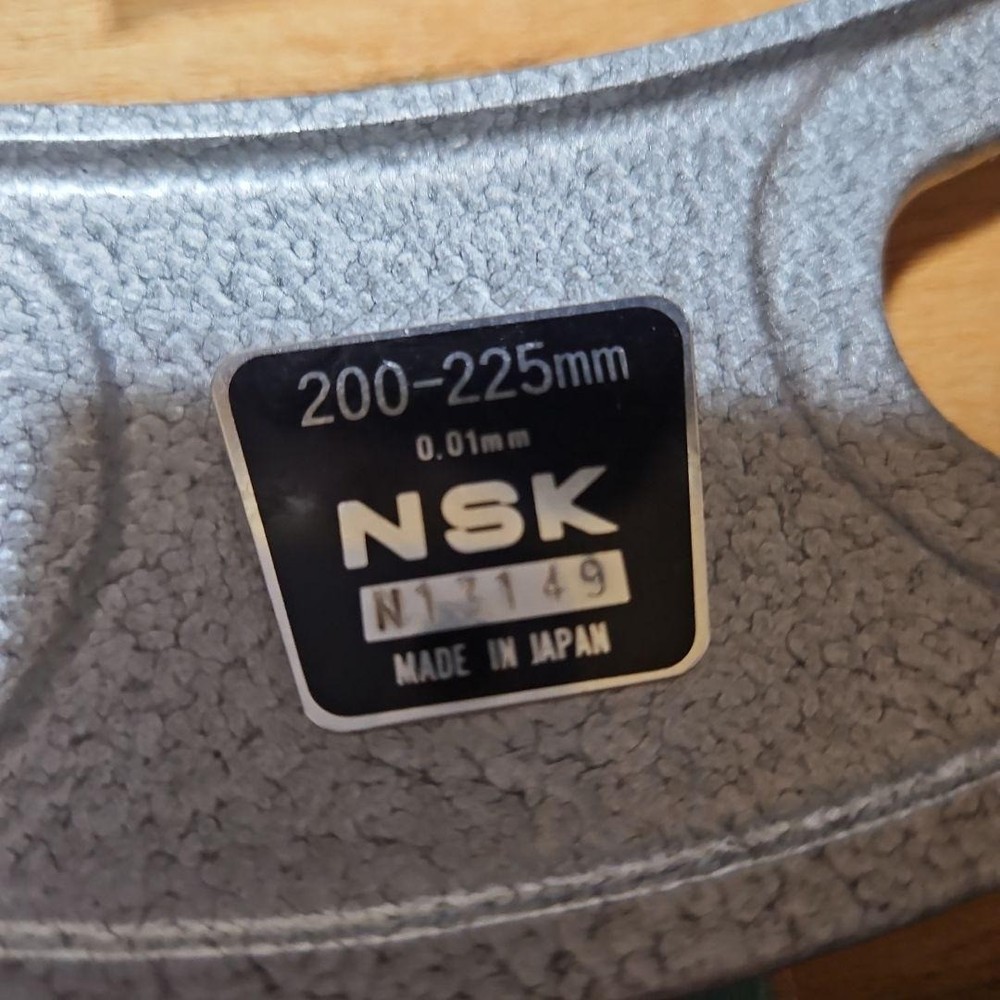 200-225mm
0.01mm
NSK
N13149
MADE IN JAPAN